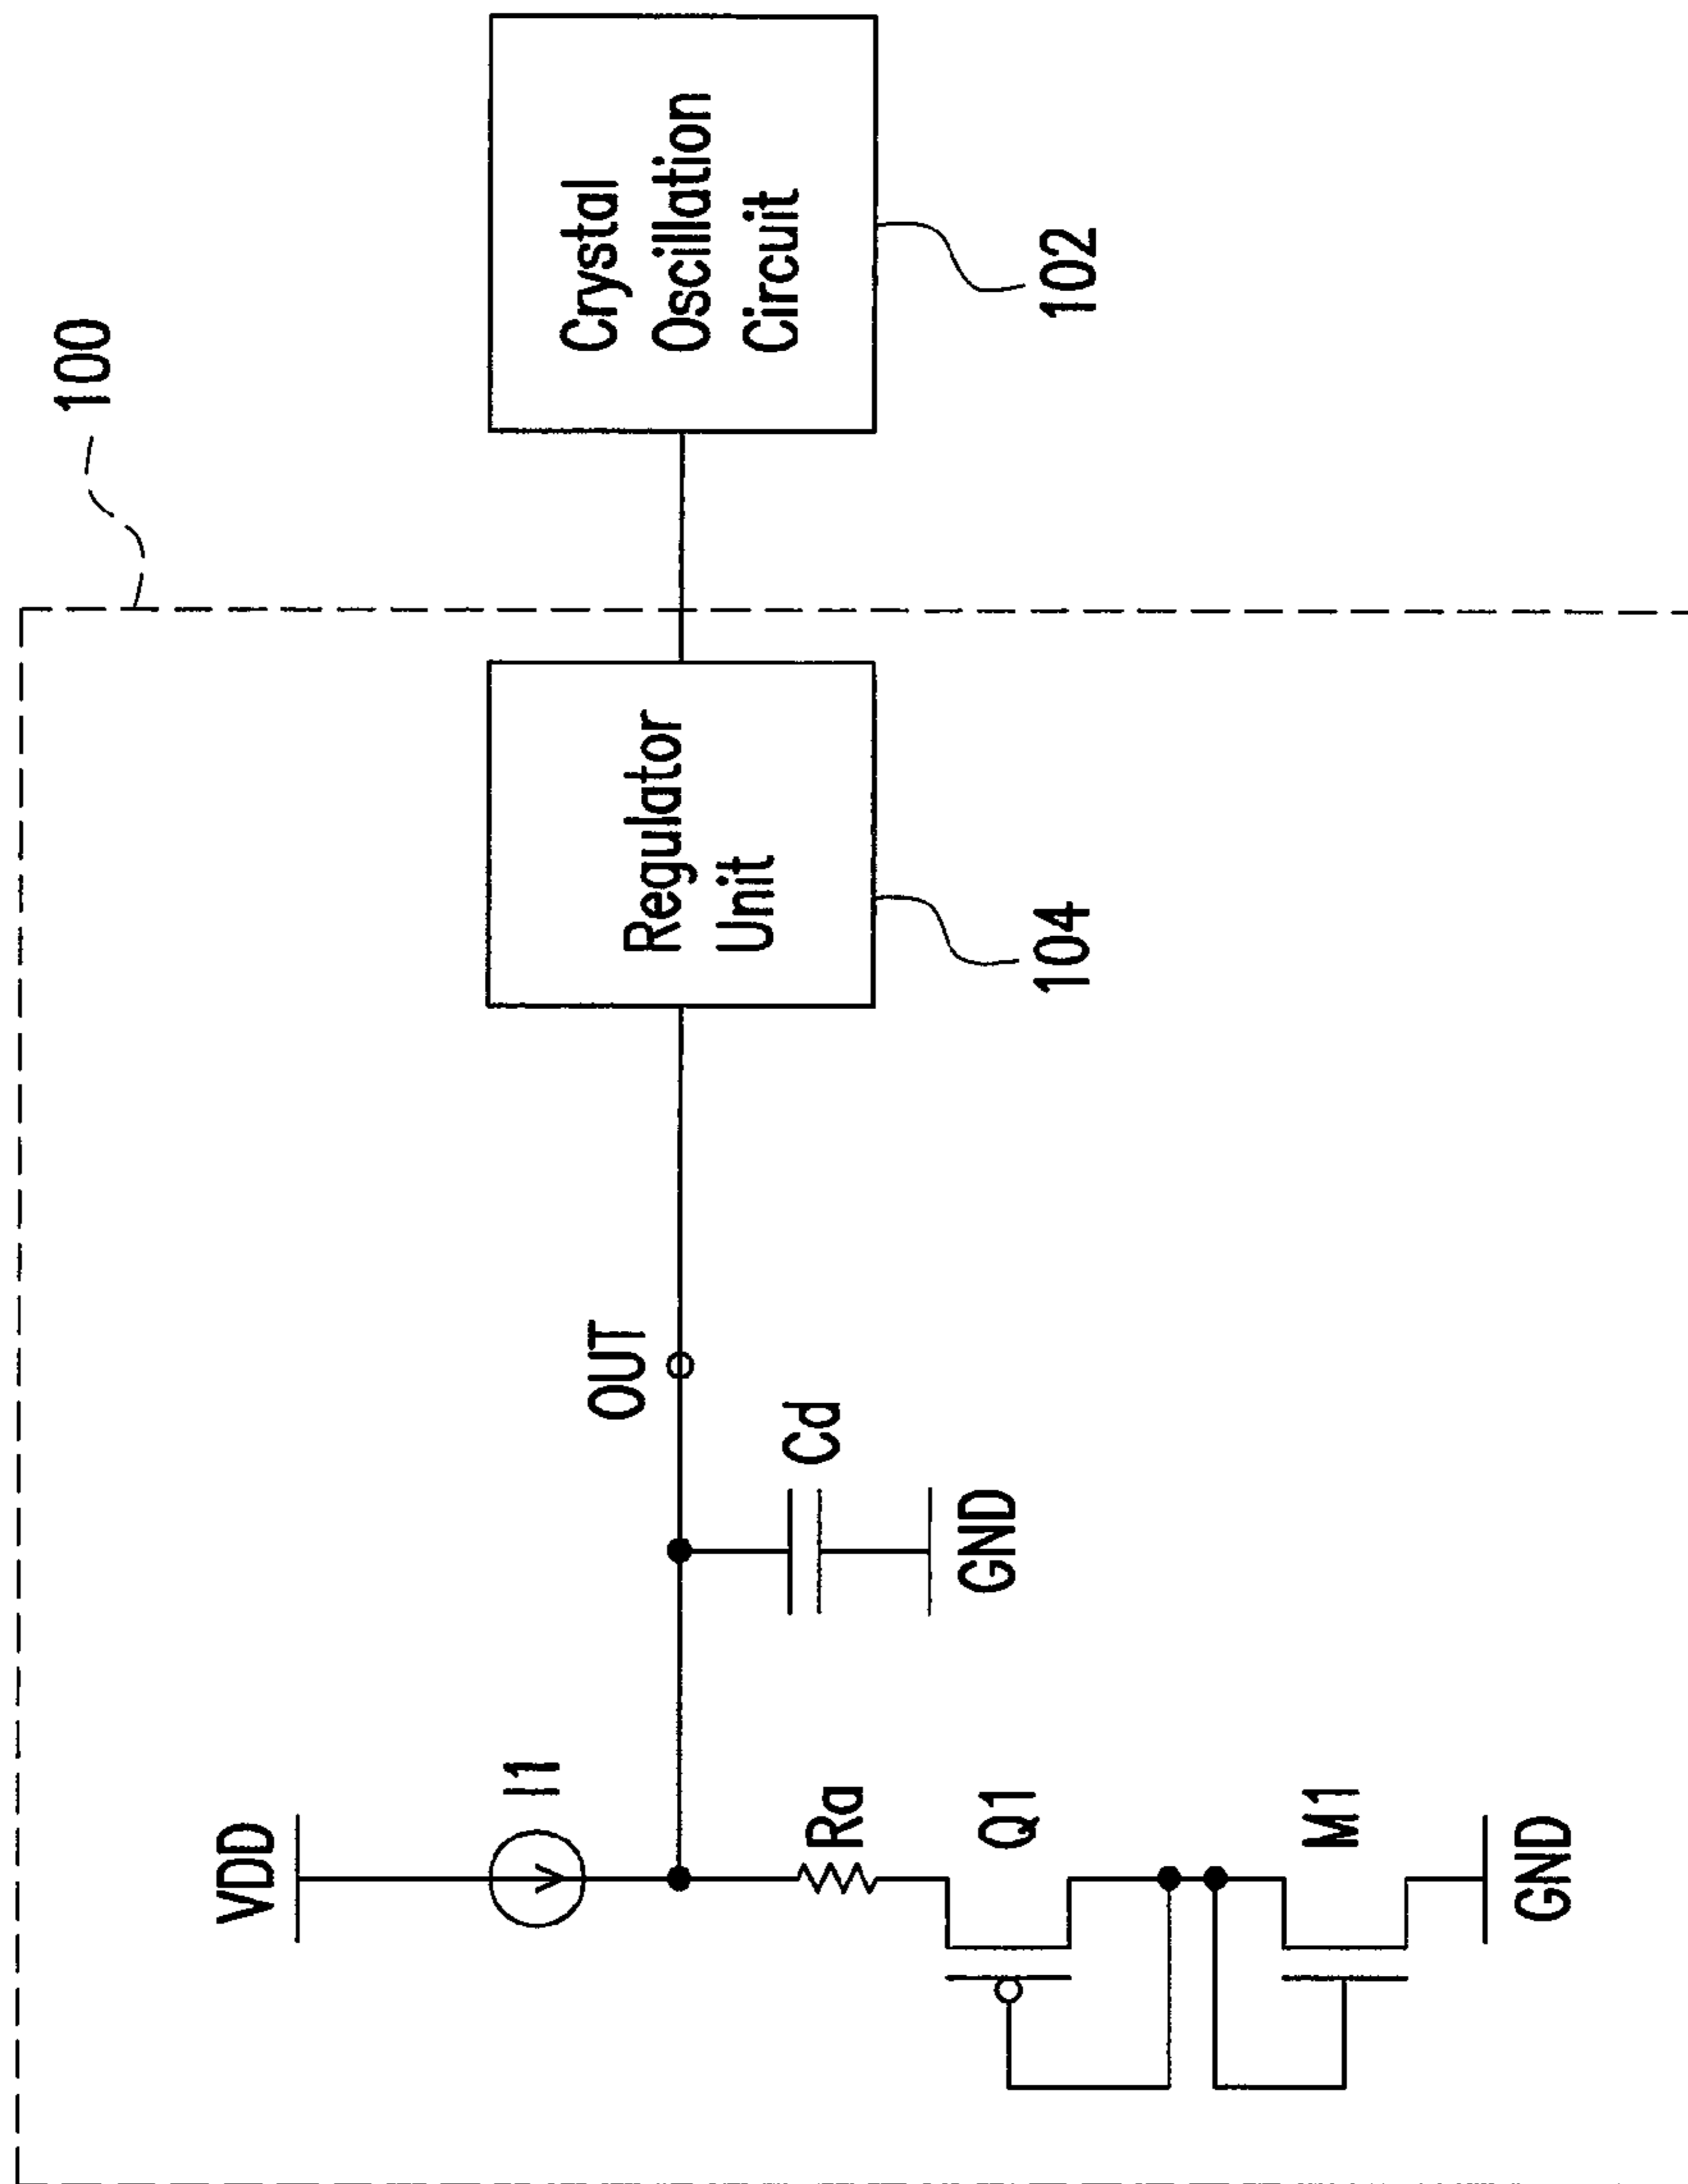 100
VDD
I1
OUT
Regulator
Unit
Crystal
Oscillation
Circuit
Ra
Cd
104
102
Q1
GND
M1
GND